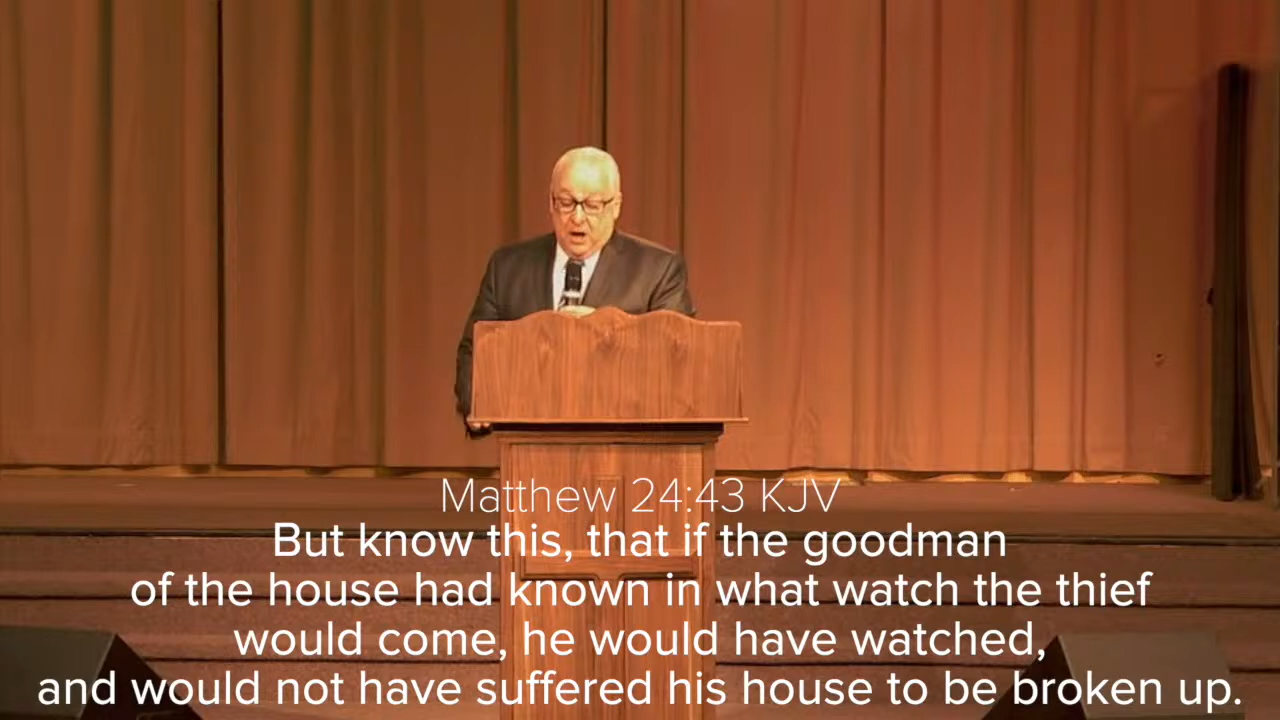 Matthew 24:43 KJV
But know this, that if the goodman
of the house had known in what watch the thief
would come, he would have watched,
and would not have suffered his house to be broken up.